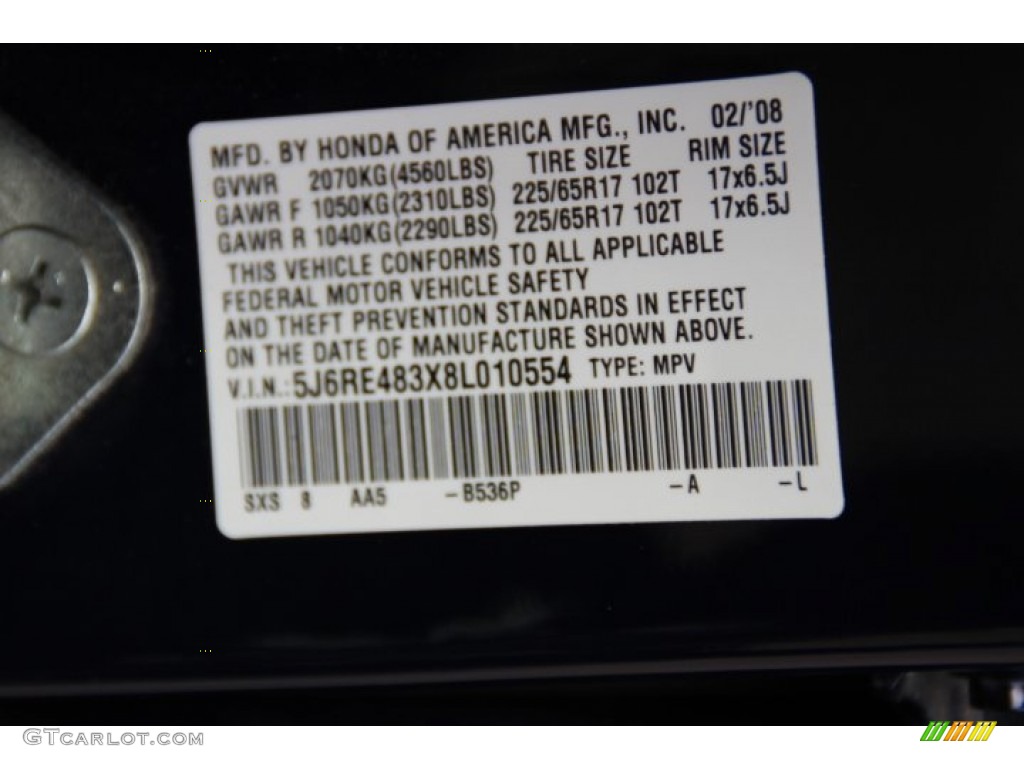 MFD. BY HONDA OF AMERICA MFG., INC. 02/'08
GVWR 2070KG(4560LBS) TIRE SIZE RIM SIZE
GAWR F 1050KG(2310LBS) 225/65R17 102T 17x6.5J
GAWR R 1040KG(2290LBS) 225/65R17 102T 17x6.5J
THIS VEHICLE CONFORMS TO ALL APPLICABLE
FEDERAL MOTOR VEHICLE SAFETY
AND THEFT PREVENTION STANDARDS IN EFFECT
ON THE DATE OF MANUFACTURE SHOWN ABOVE.
V.I.N.: 5J6RE483X8L010554 TYPE: MPV
SXS 8 AA5 -B536P -A -L
GTCARLOT.COM